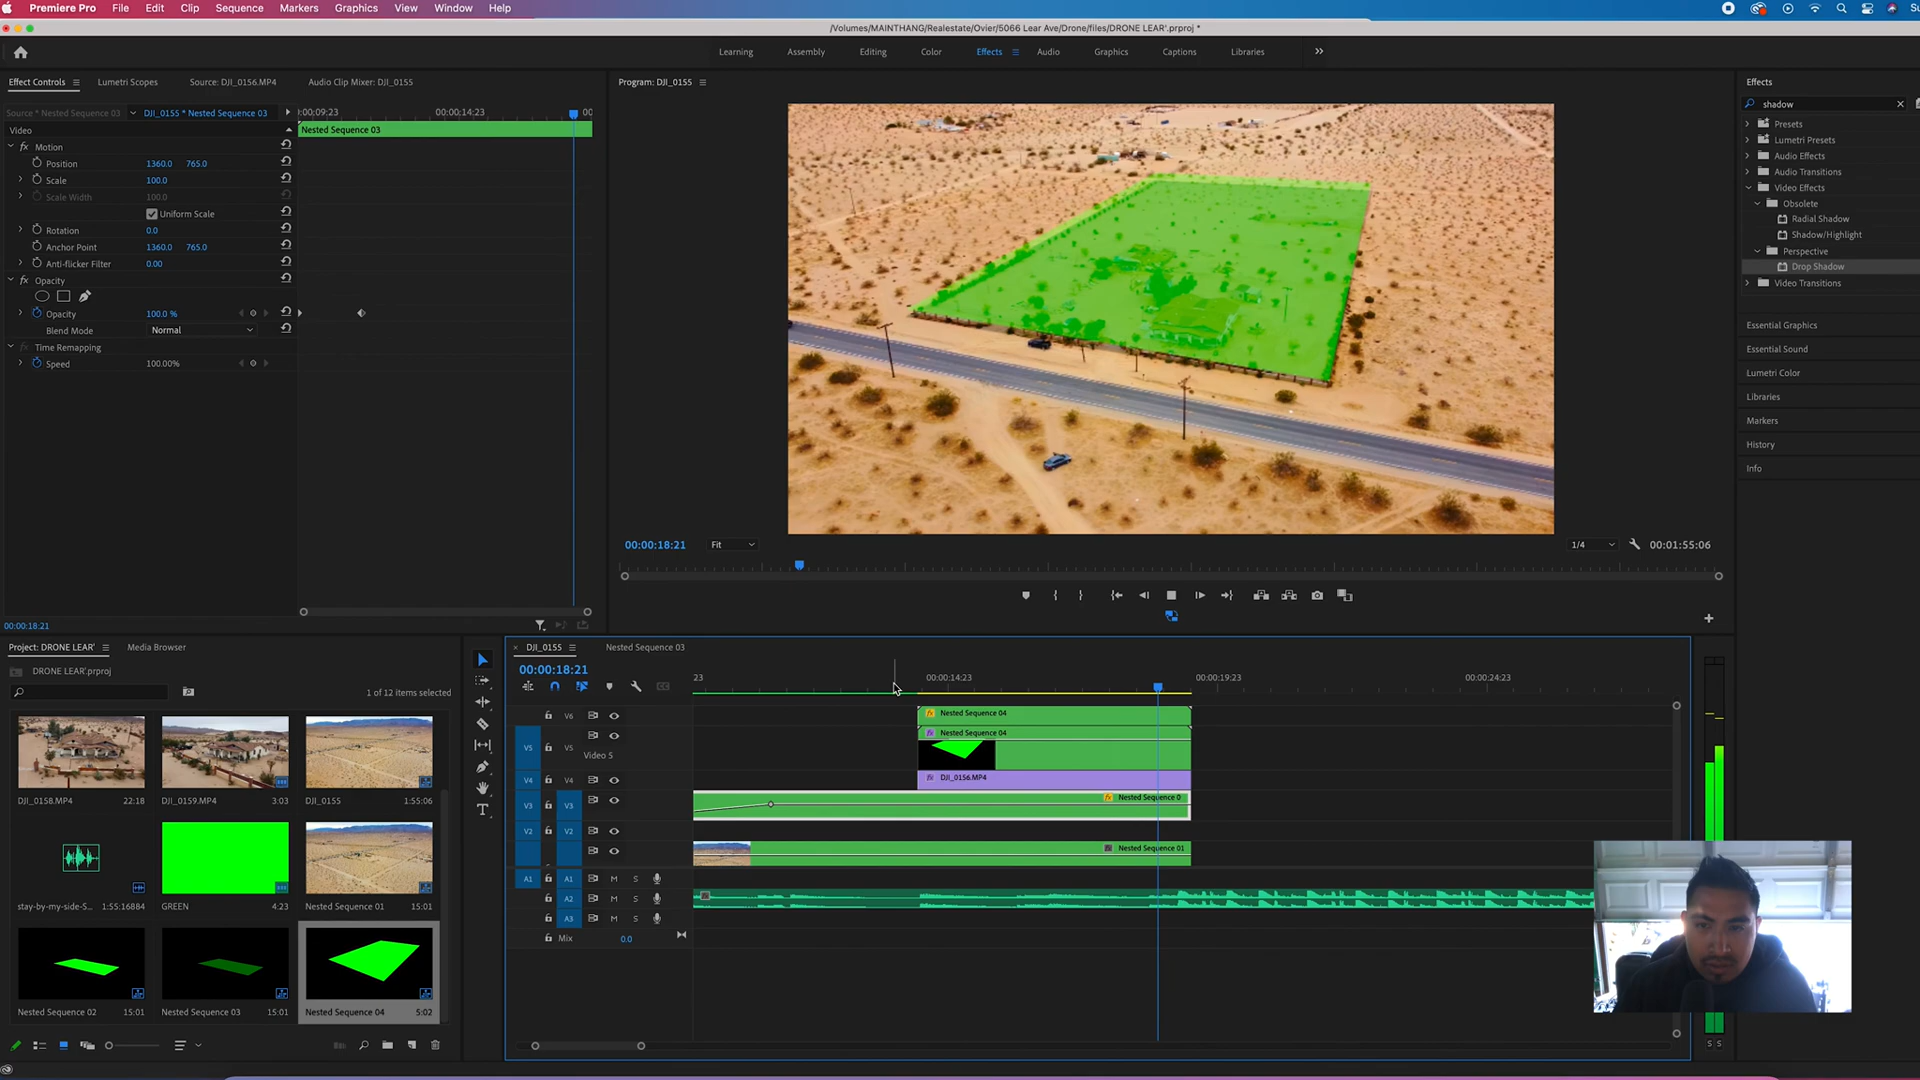 Premiere Pro File Edit Clip Sequence Markers Graphics View Window Help
/Volumes/MAINTHANG/Realestate/Ovier/5066 Lear Ave/Drone/files/DRONE LEAR'.prproj *
Learning Assembly Editing Color Effects Audio Graphics Captions Libraries
Effect Controls Lumetri Scopes Source: DJI_0156.MP4 Audio Clip Mixer: DJI_0155
Source * Nested Sequence 03 DJI_0155 * Nested Sequence 03
:00:09:23 00:00:14:23 00
Video
Nested Sequence 03
fx Motion
Position 1360.0 765.0
Scale 100.0
Scale Width 100.0
Uniform Scale
Rotation 0.0
Anchor Point 1360.0 765.0
Anti-flicker Filter 0.00
fx Opacity
Opacity 100.0 %
Blend Mode Normal
Time Remapping
Speed 100.00%
00:00:18:21
Program: DJI_0155
00:00:18:21 Fit 1/4 00:01:55:06
Effects
shadow
Presets
Lumetri Presets
Audio Effects
Audio Transitions
Video Effects
Obsolete
Radial Shadow
Shadow/Highlight
Perspective
Drop Shadow
Video Transitions
Essential Graphics
Essential Sound
Lumetri Color
Libraries
Markers
History
Info
Project: DRONE LEAR' Media Browser
DRONE LEAR'.prproj
1 of 12 items selected
DJI_0158.MP4 22:18
DJI_0159.MP4 3:03
DJI_0155 1:55:06
stay-by-my-side-S... 1:55:16884
GREEN 4:23
Nested Sequence 01 15:01
Nested Sequence 02 15:01
Nested Sequence 03 15:01
Nested Sequence 04 5:02
× DJI_0155 Nested Sequence 03
00:00:18:21
23 00:00:14:23 00:00:19:23 00:00:24:23
V6 Nested Sequence 04
V5 V5 Nested Sequence 04
Video 5
V4 V4 DJI_0156.MP4
V3 V3 Nested Sequence 0
V2 V2
Nested Sequence 01
A1 A1 M S
A2 M S
A3 M S
Mix 0.0
S S